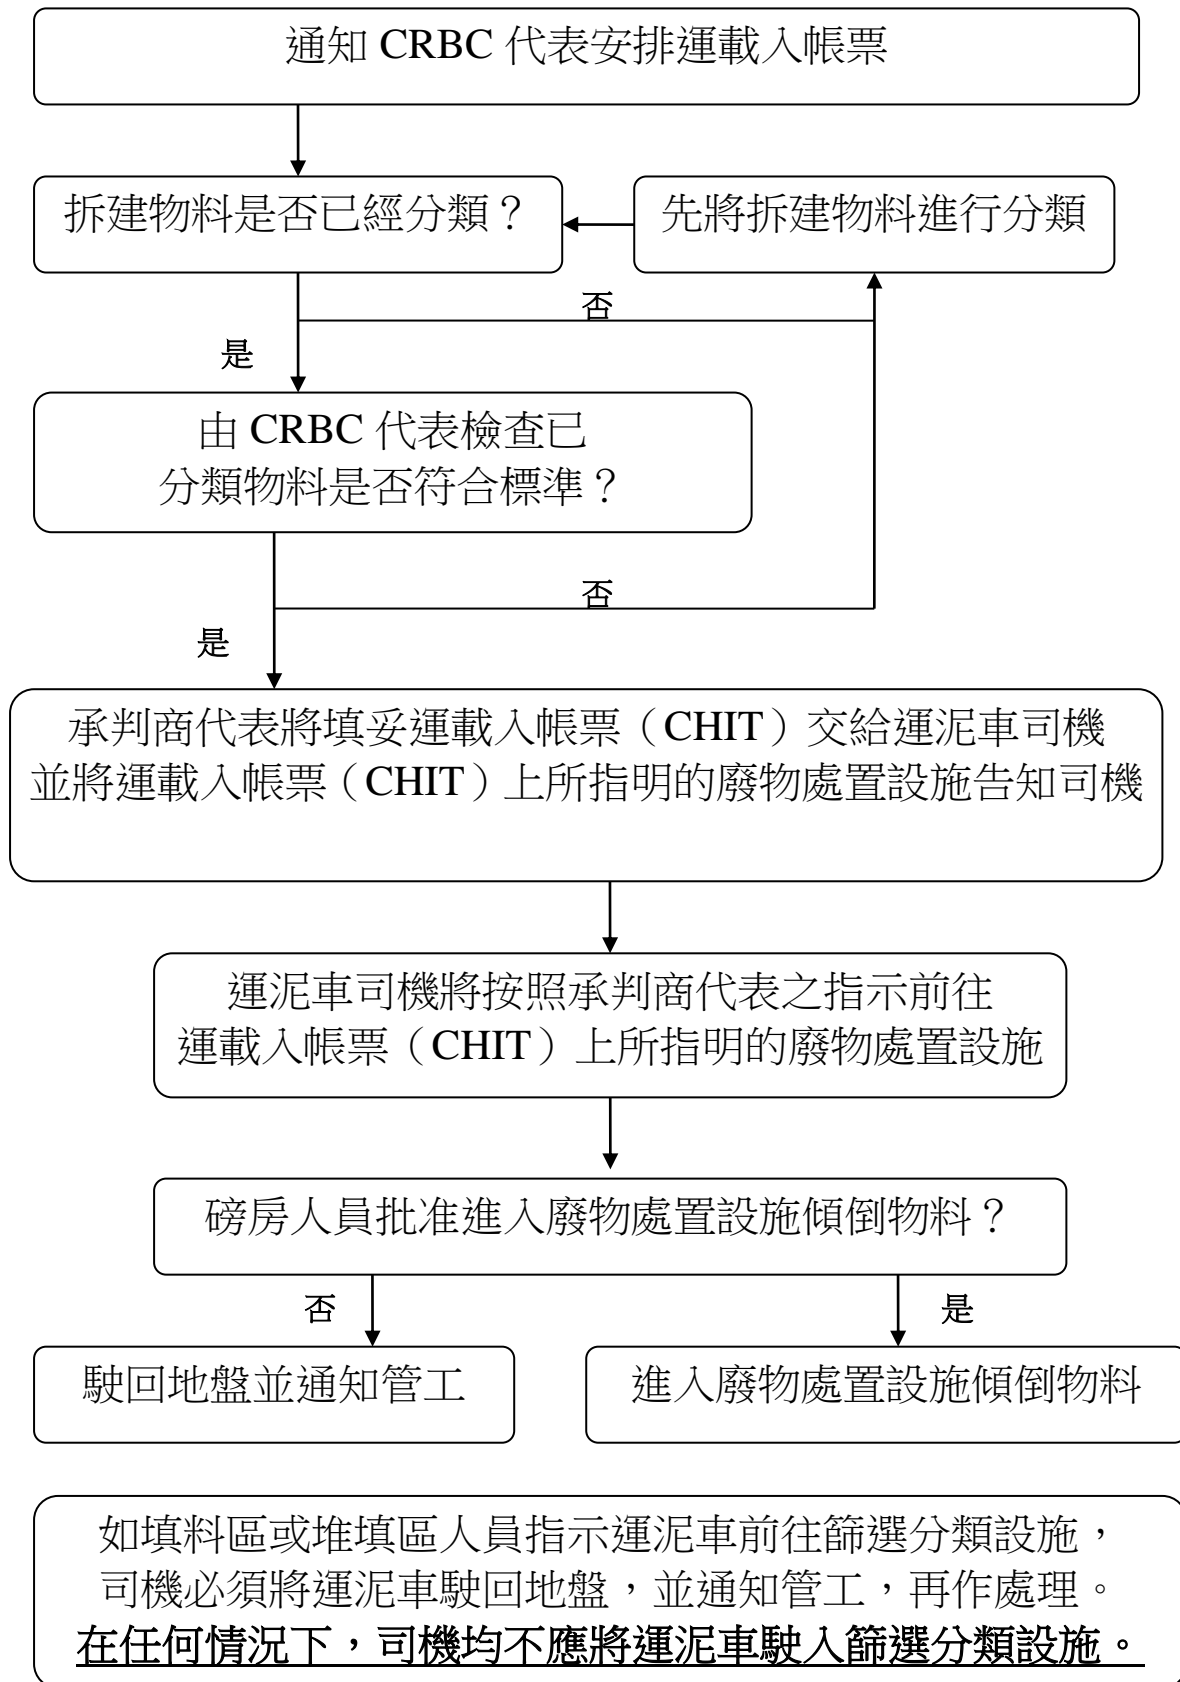 通知 CRBC 代表安排運載入帳票
拆建物料是否已經分類？
先將拆建物料進行分類
否
是
由 CRBC 代表檢查已
分類物料是否符合標準？
否
是
承判商代表將填妥運載入帳票（CHIT）交給運泥車司機
並將運載入帳票（CHIT）上所指明的廢物處置設施告知司機
運泥車司機將按照承判商代表之指示前往
運載入帳票（CHIT）上所指明的廢物處置設施
磅房人員批准進入廢物處置設施傾倒物料？
否
是
駛回地盤並通知管工
進入廢物處置設施傾倒物料
如填料區或堆填區人員指示運泥車前往篩選分類設施，
司機必須將運泥車駛回地盤，並通知管工，再作處理。
在任何情況下，司機均不應將運泥車駛入篩選分類設施。